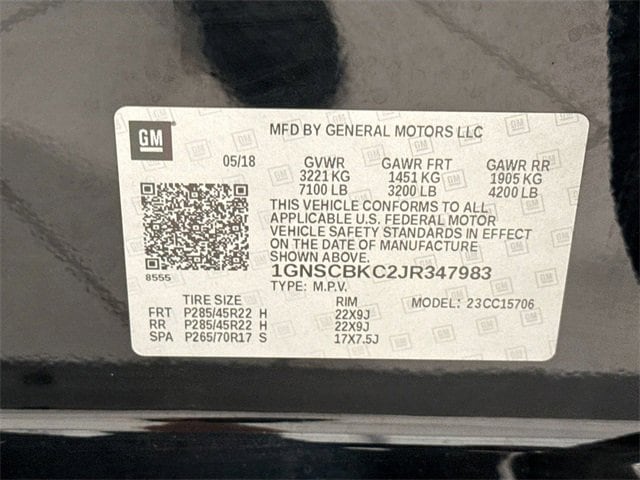 GM
MFD BY GENERAL MOTORS LLC
05/18 GVWR GAWR FRT GAWR RR
3221 KG 1451 KG 1905 KG
7100 LB 3200 LB 4200 LB
THIS VEHICLE CONFORMS TO ALL
APPLICABLE U.S. FEDERAL MOTOR
VEHICLE SAFETY STANDARDS IN EFFECT
ON THE DATE OF MANUFACTURE
SHOWN ABOVE.
8555
1GNSCBKC2JR347983
TYPE: M.P.V.
TIRE SIZE RIM MODEL: 23CC15706
FRT P285/45R22 H 22X9J
RR P285/45R22 H 22X9J
SPA P265/70R17 S 17X7.5J